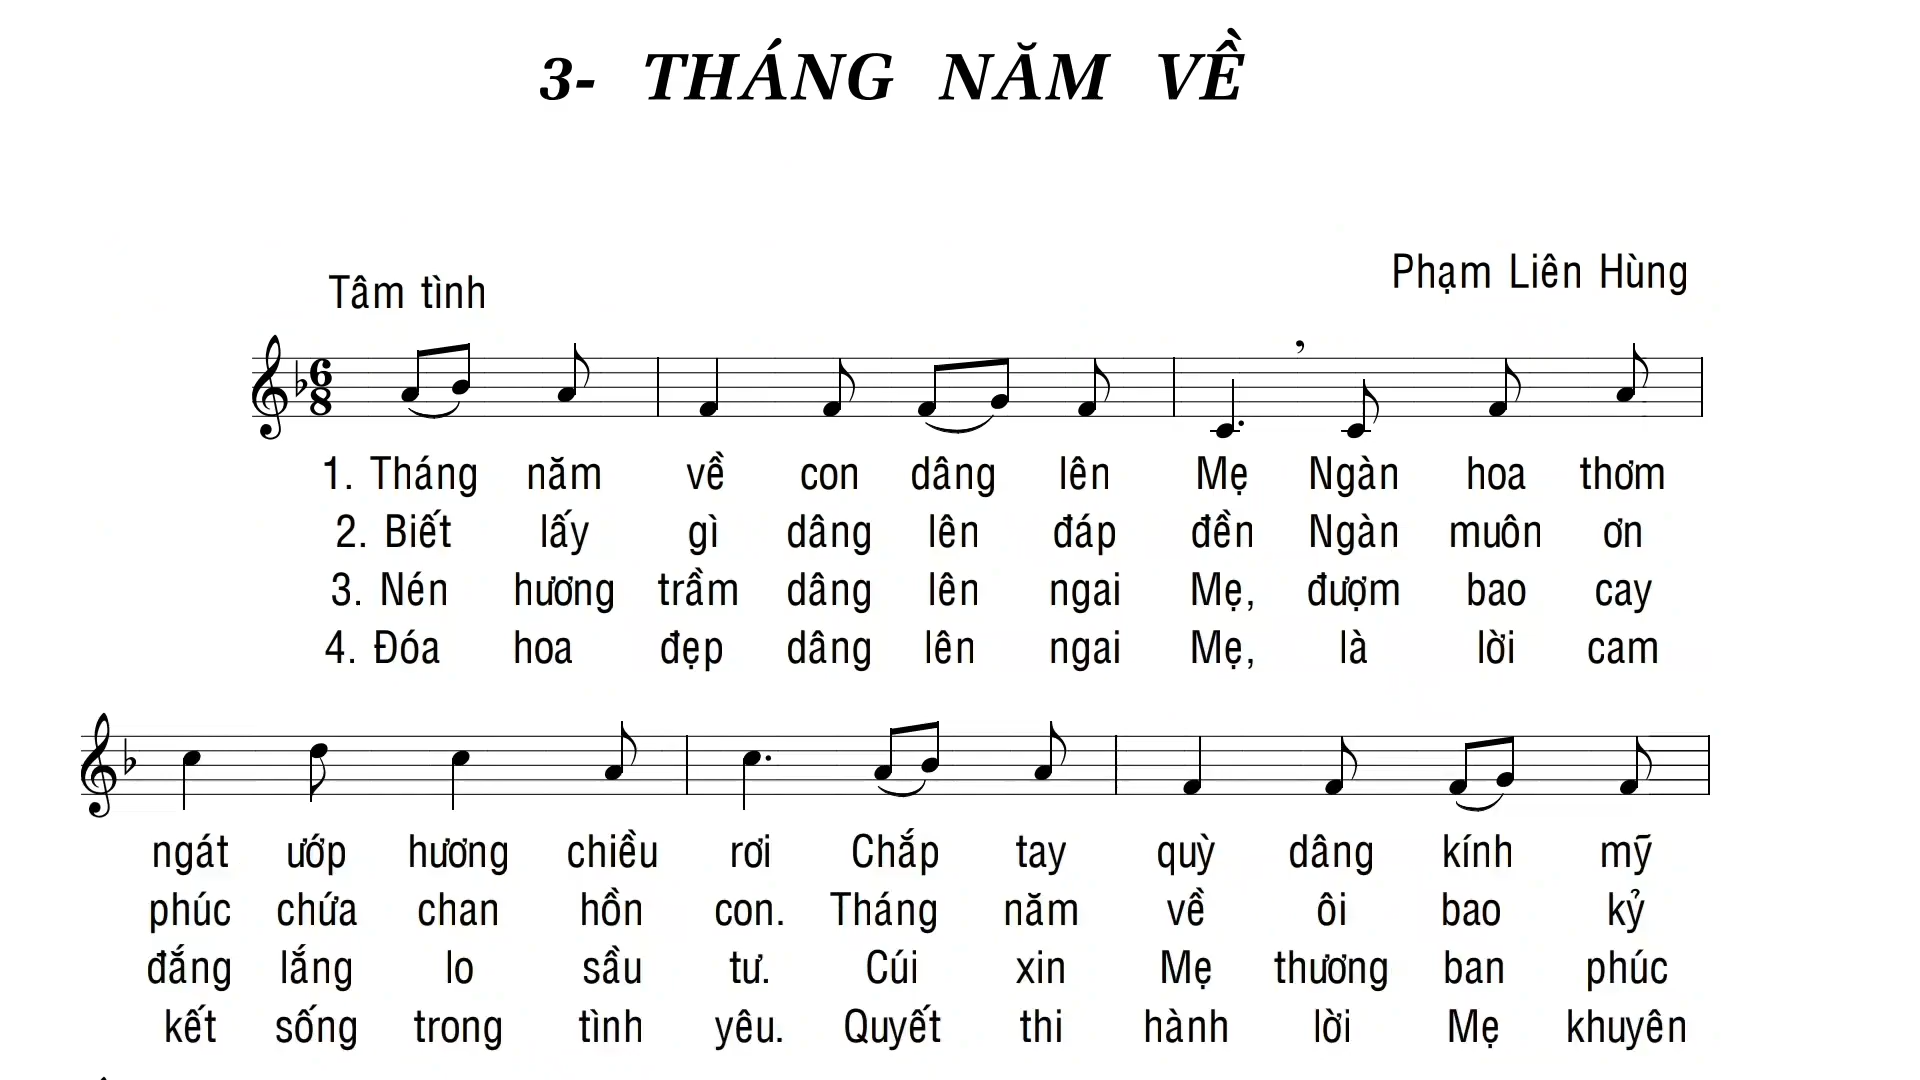 3- THÁNG NĂM VỀ
Phạm Liên Hùng
Tâm tình
6
8
1. Tháng năm về con dâng lên Mẹ Ngàn hoa thơm
2. Biết lấy gì dâng lên đáp đền Ngàn muôn ơn
3. Nén hương trầm dâng lên ngai Mẹ, đượm bao cay
4. Đóa hoa đẹp dâng lên ngai Mẹ, là lời cam
ngát ướp hương chiều rơi Chắp tay quỳ dâng kính mỹ
phúc chứa chan hồn con. Tháng năm về ôi bao kỷ
đắng lắng lo sầu tư. Cúi xin Mẹ thương ban phúc
kết sống trong tình yêu. Quyết thi hành lời Mẹ khuyên